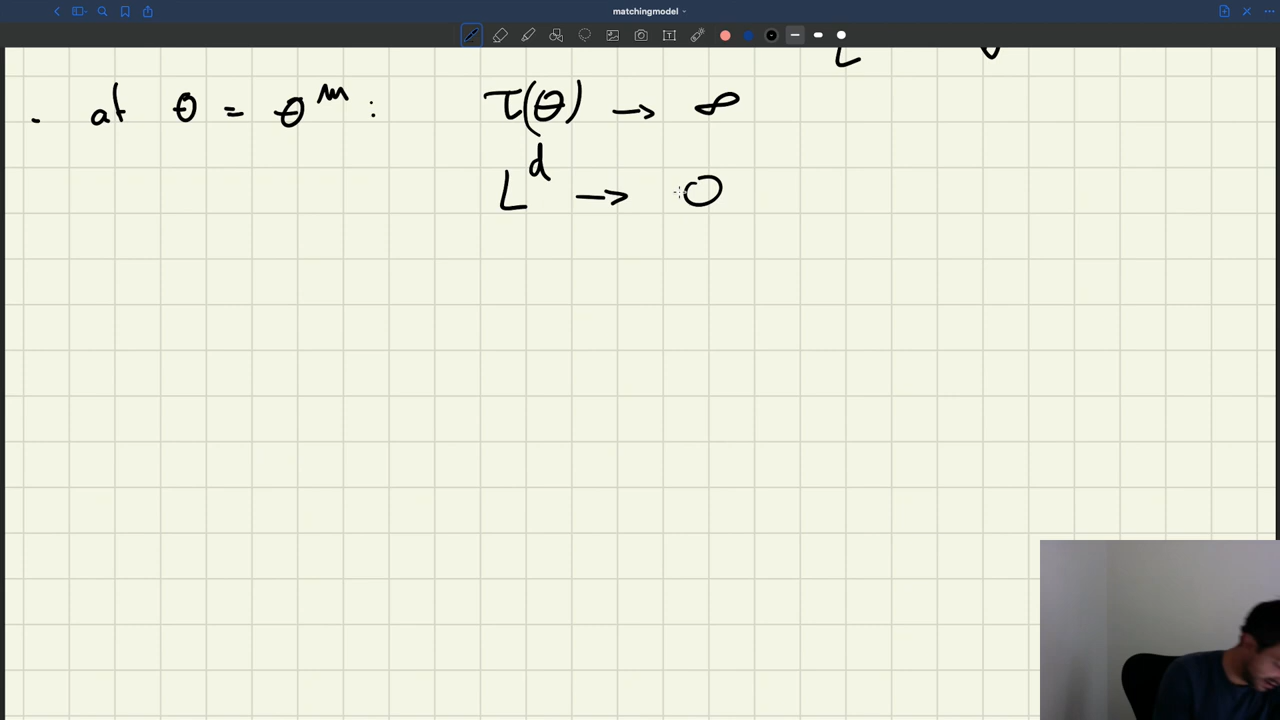 matchingmodel
. at θ = θ^m : τ(θ) → ∞
L^d → 0